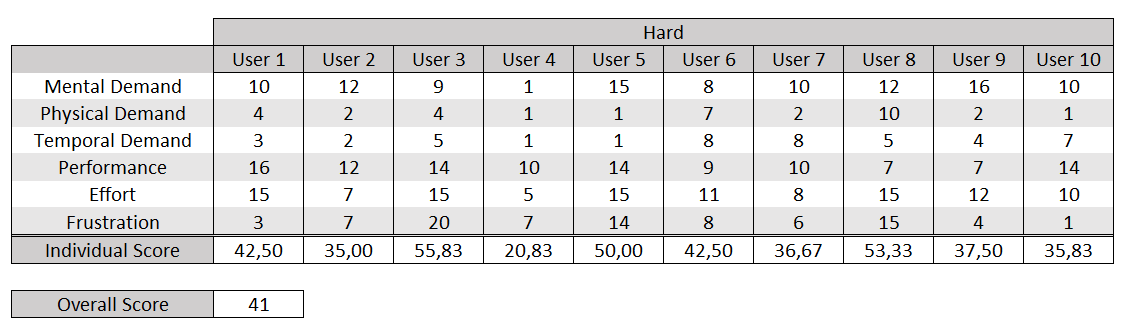 Hard
User 1 User 2 User 3 User 4 User 5 User 6 User 7 User 8 User 9 User 10
Mental Demand 10 12 9 1 15 8 10 12 16 10
Physical Demand 4 2 4 1 1 7 2 10 2 1
Temporal Demand 3 2 5 1 1 8 8 5 4 7
Performance 16 12 14 10 14 9 10 7 7 14
Effort 15 7 15 5 15 11 8 15 12 10
Frustration 3 7 20 7 14 8 6 15 4 1
Individual Score 42,50 35,00 55,83 20,83 50,00 42,50 36,67 53,33 37,50 35,83
Overall Score 41